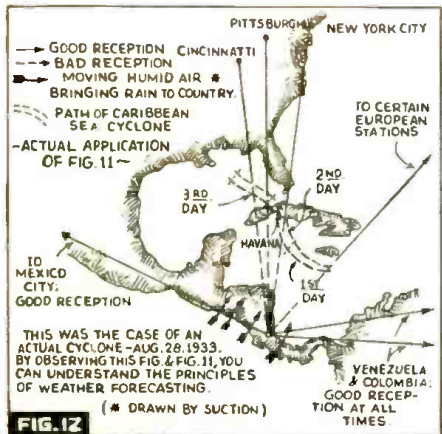 PITTSBURGH
NEW YORK CITY
GOOD RECEPTION
CINCINNATTI
BAD RECEPTION
MOVING HUMID AIR *
BRINGING RAIN TO COUNTRY.
PATH OF CARIBBEAN
SEA CYCLONE
-ACTUAL APPLICATION
OF FIG. 11~
TO CERTAIN
EUROPEAN
STATIONS
3RD.
DAY
2ND.
DAY
HAVANA
1ST.
DAY
TO
MEXICO
CITY;
GOOD RECEPTION
THIS WAS THE CASE OF AN
ACTUAL CYCLONE-AUG. 28.1933.
BY OBSERVING THIS FIG. & FIG. 11, YOU
CAN UNDERSTAND THE PRINCIPLES
OF WEATHER FORECASTING.
(* DRAWN BY SUCTION)
VENEZUELA
& COLOMBIA:
GOOD RECEP-
TION AT ALL
TIMES.
FIG. 12